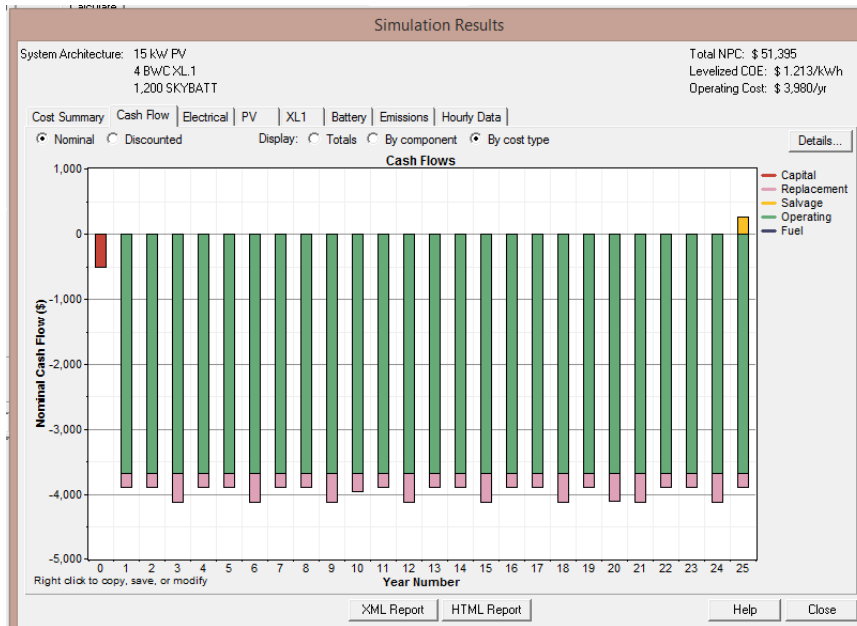 Calculate
Simulation Results
System Architecture: 15 kW PV
4 BWC XL.1
1,200 SKYBATT
Total NPC: $ 51,395
Levelized COE: $ 1.213/kWh
Operating Cost: $ 3,980/yr
Cost Summary Cash Flow Electrical PV XL1 Battery Emissions Hourly Data
Nominal Discounted Display: Totals By component By cost type Details...
Cash Flows
1,000
0
-1,000
-2,000
-3,000
-4,000
-5,000
Nominal Cash Flow ($)
Capital
Replacement
Salvage
Operating
Fuel
0 1 2 3 4 5 6 7 8 9 10 11 12 13 14 15 16 17 18 19 20 21 22 23 24 25
Right click to copy, save, or modify
Year Number
XML Report HTML Report Help Close